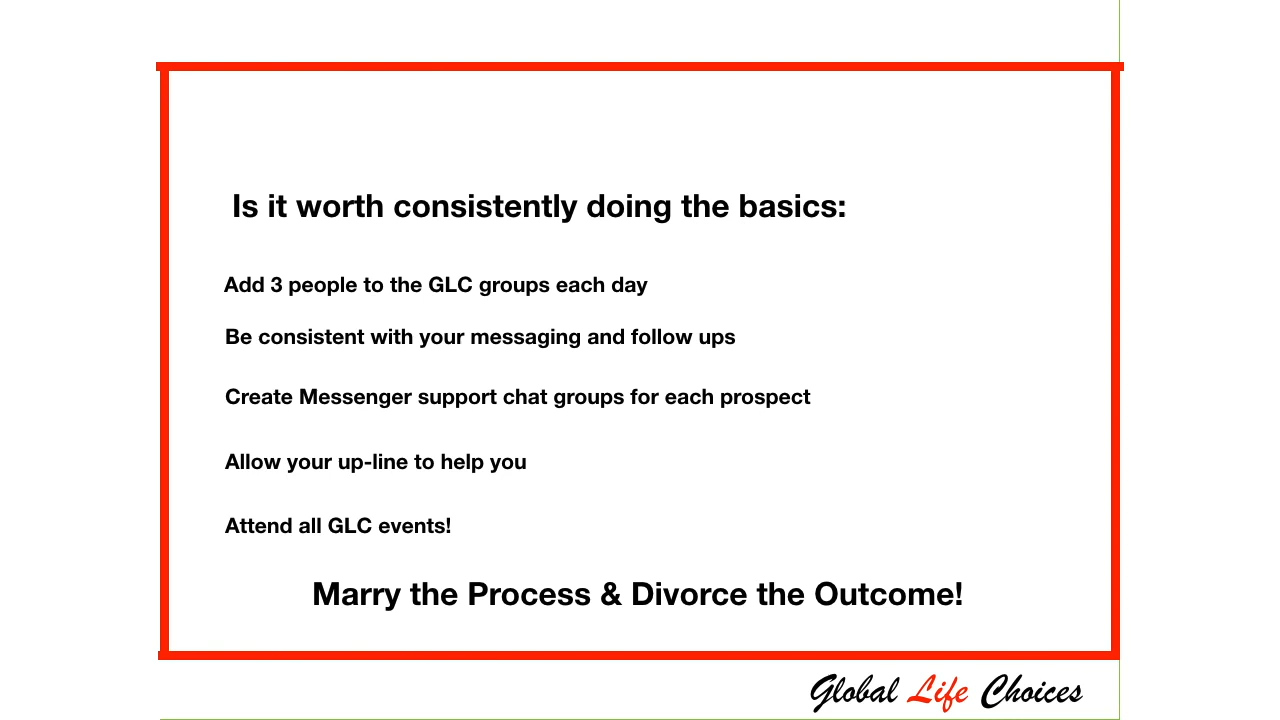 Is it worth consistently doing the basics:
Add 3 people to the GLC groups each day
Be consistent with your messaging and follow ups
Create Messenger support chat groups for each prospect
Allow your up-line to help you
Attend all GLC events!
Marry the Process & Divorce the Outcome!
Global Life Choices